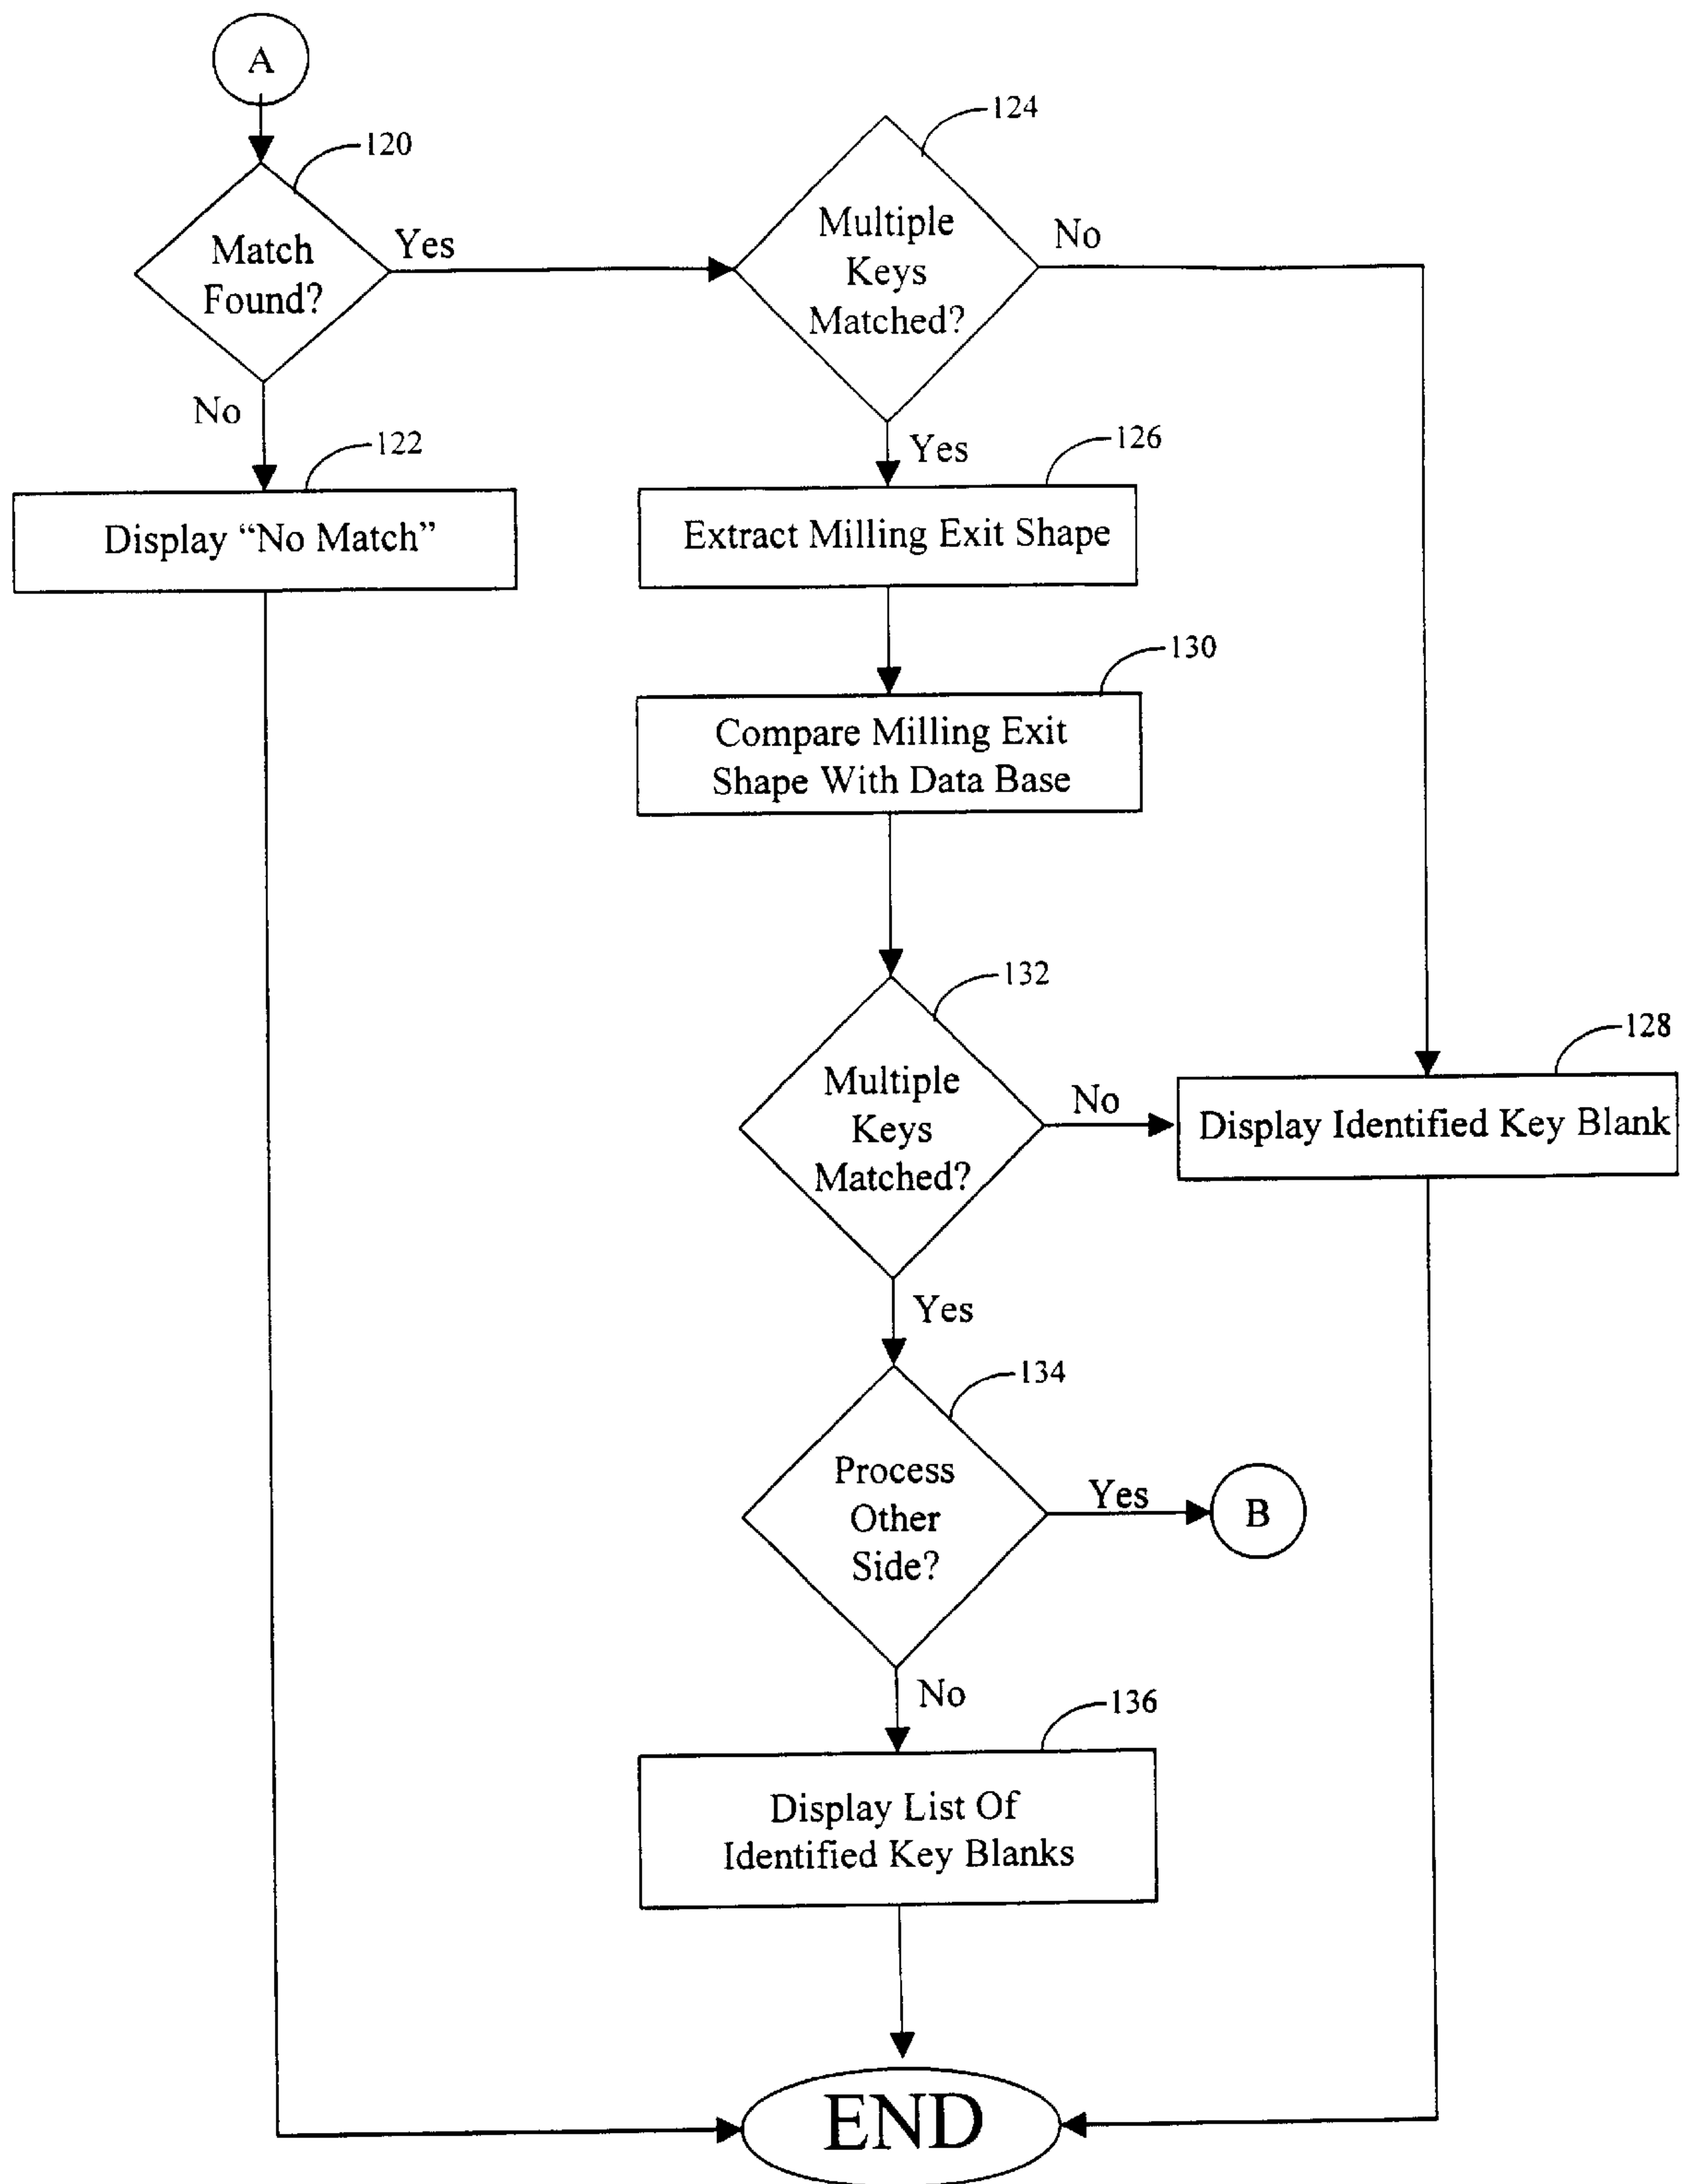 A
120
Match
Found?
Yes
No
122
Display “No Match”
124
Multiple
Keys
Matched?
No
Yes
126
Extract Milling Exit Shape
130
Compare Milling Exit
Shape With Data Base
132
Multiple
Keys
Matched?
No
128
Display Identified Key Blank
Yes
134
Process
Other
Side?
Yes
B
No
136
Display List Of
Identified Key Blanks
END